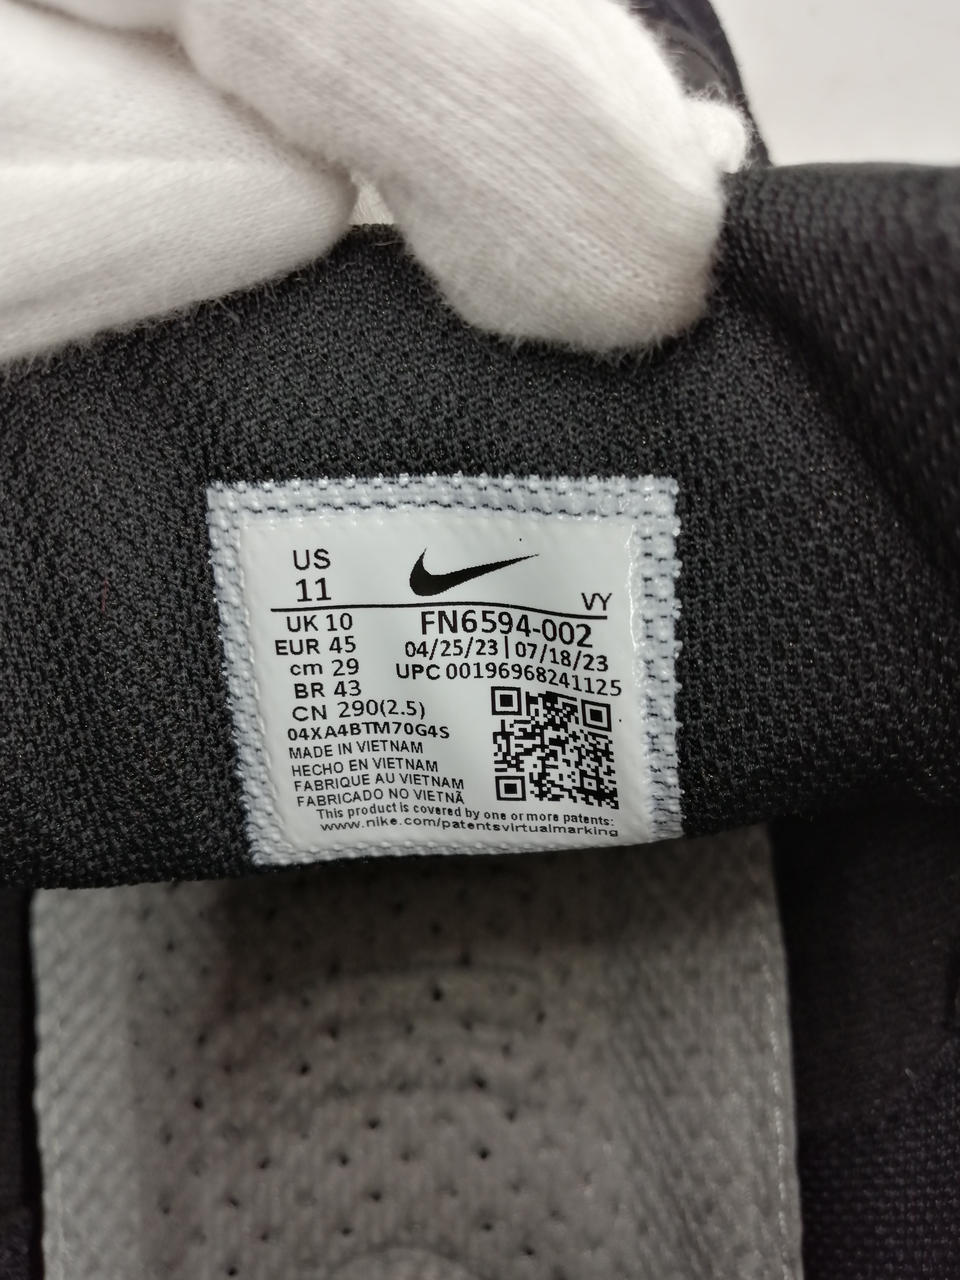 US
11
VY
UK 10
FN6594-002
EUR 45
04/25/23 | 07/18/23
cm 29
UPC 00196968241125
BR 43
CN 290(2.5)
04XA4BTM70G4S
MADE IN VIETNAM
HECHO EN VIETNAM
FABRIQUE AU VIETNAM
FABRICADO NO VIETNÃ
This product is covered by one or more patents:
www.nike.com/patentsvirtualmarking